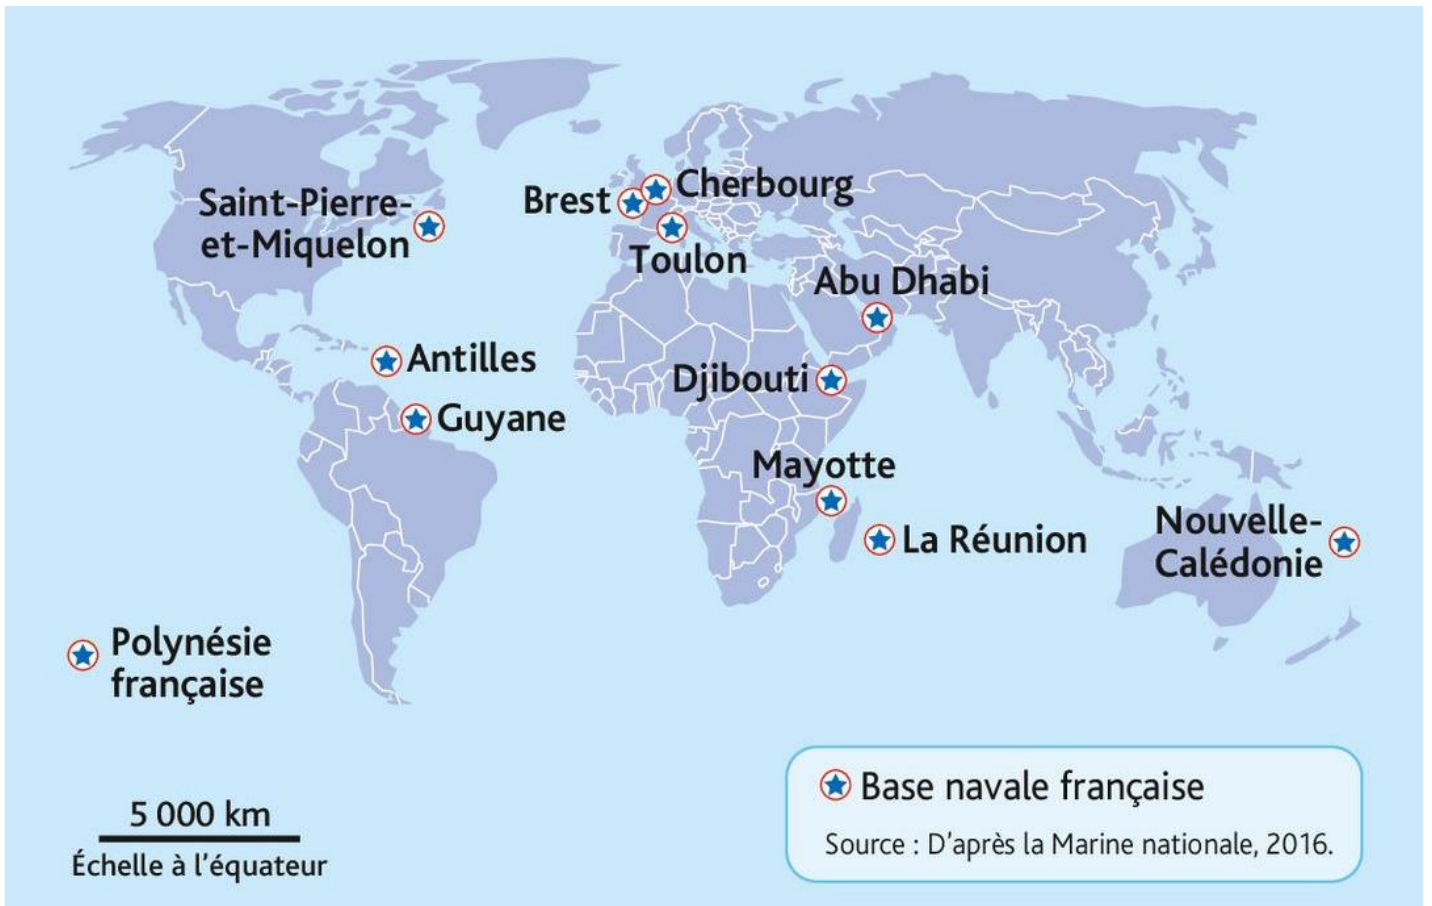 Saint-Pierre-
et-Miquelon
Brest
Cherbourg
Toulon
Abu Dhabi
Antilles
Djibouti
Guyane
Mayotte
La Réunion
Nouvelle-
Calédonie
Polynésie
française
5 000 km
Échelle à l’équateur
Base navale française
Source : D’après la Marine nationale, 2016.